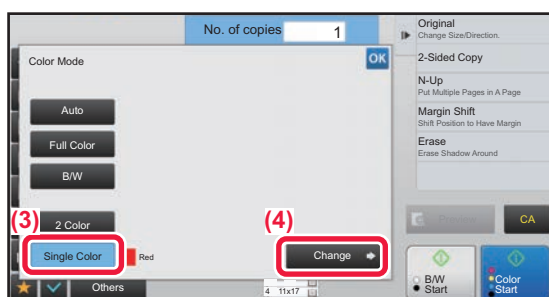 No. of copies 1
Original
Change Size/Direction.
2-Sided Copy
N-Up
Put Multiple Pages in A Page
Margin Shift
Shift Position to Have Margin
Erase
Erase Shadow Around
Color Mode
OK
Auto
Full Color
B/W
(3)
2 Color
Single Color
Red
(4)
Change
CA
Others
4 11x17
B/W
Start
Color
Start